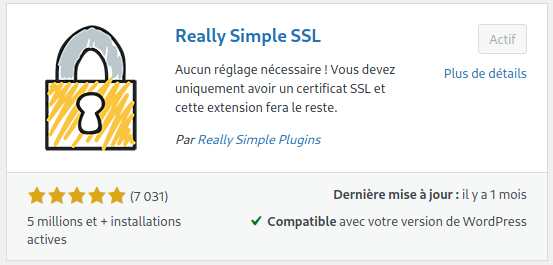 Really Simple SSL
Actif
Aucun réglage nécessaire ! Vous devez
uniquement avoir un certificat SSL et
cette extension fera le reste.
Plus de détails
Par Really Simple Plugins
(7 031)
5 millions et + installations
actives
Dernière mise à jour : il y a 1 mois
Compatible avec votre version de WordPress